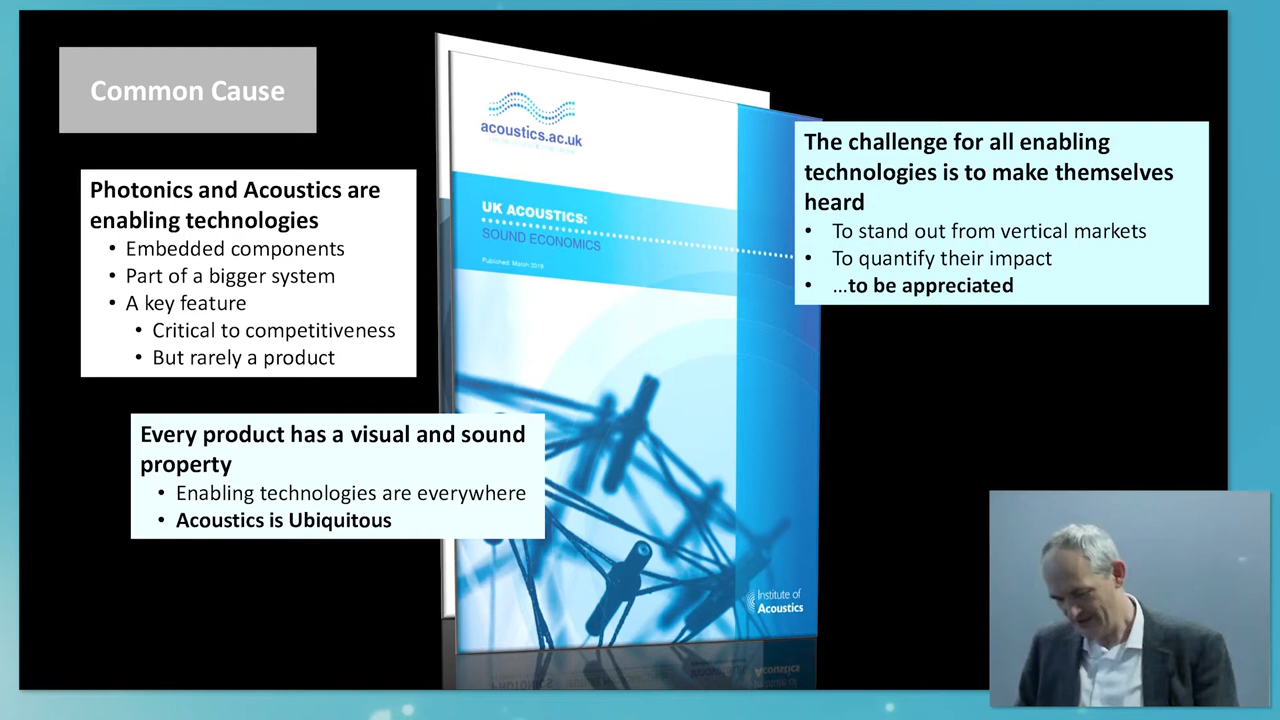 Common Cause
Photonics and Acoustics are
enabling technologies
• Embedded components
• Part of a bigger system
• A key feature
• Critical to competitiveness
• But rarely a product
Every product has a visual and sound
property
• Enabling technologies are everywhere
• Acoustics is Ubiquitous
acoustics.ac.uk
UK ACOUSTICS:
SOUND ECONOMICS
Published: March 2019
Institute of
Acoustics
The challenge for all enabling
technologies is to make themselves
heard
• To stand out from vertical markets
• To quantify their impact
• …to be appreciated